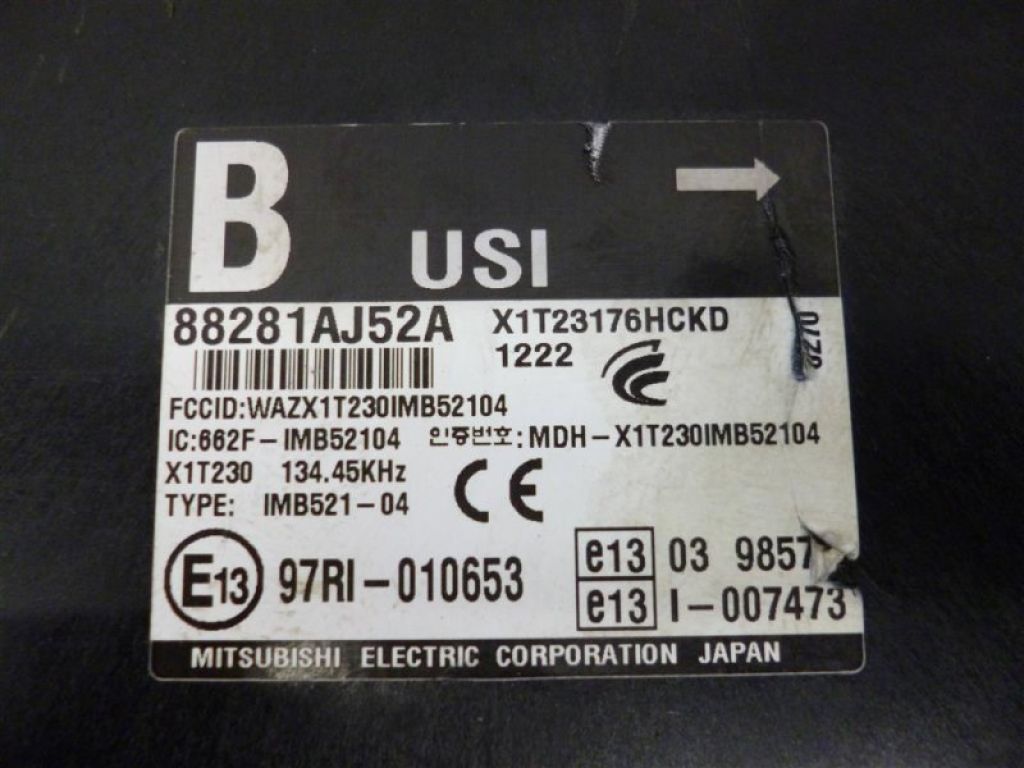 B
USI
88281AJ52A X1T23176HCKD
1222
8270
FCCID:WAZX1T230IMB52104
IC:662F-IMB52104 인증번호:MDH-X1T230IMB52104
X1T230 134.45KHz
TYPE: IMB521-04 CE
E13 97RI-010653
e13 03 9857
e13 I-007473
MITSUBISHI ELECTRIC CORPORATION JAPAN